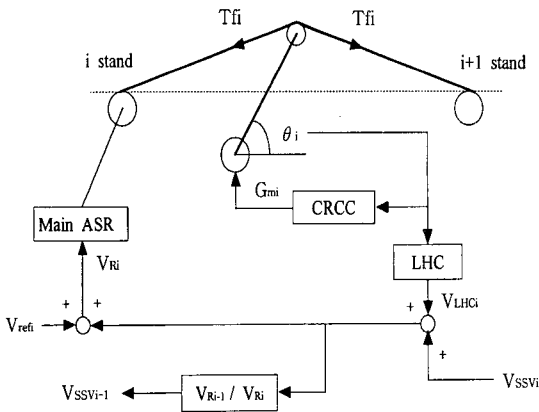 Tfi Tfi
i stand
i+1 stand
θ i
Gmi
CRCC
Main ASR
LHC
VRi
VLHCi
+ + +
Vrefi
+
VSSVi
VSSVi-1
VRi-1 / VRi